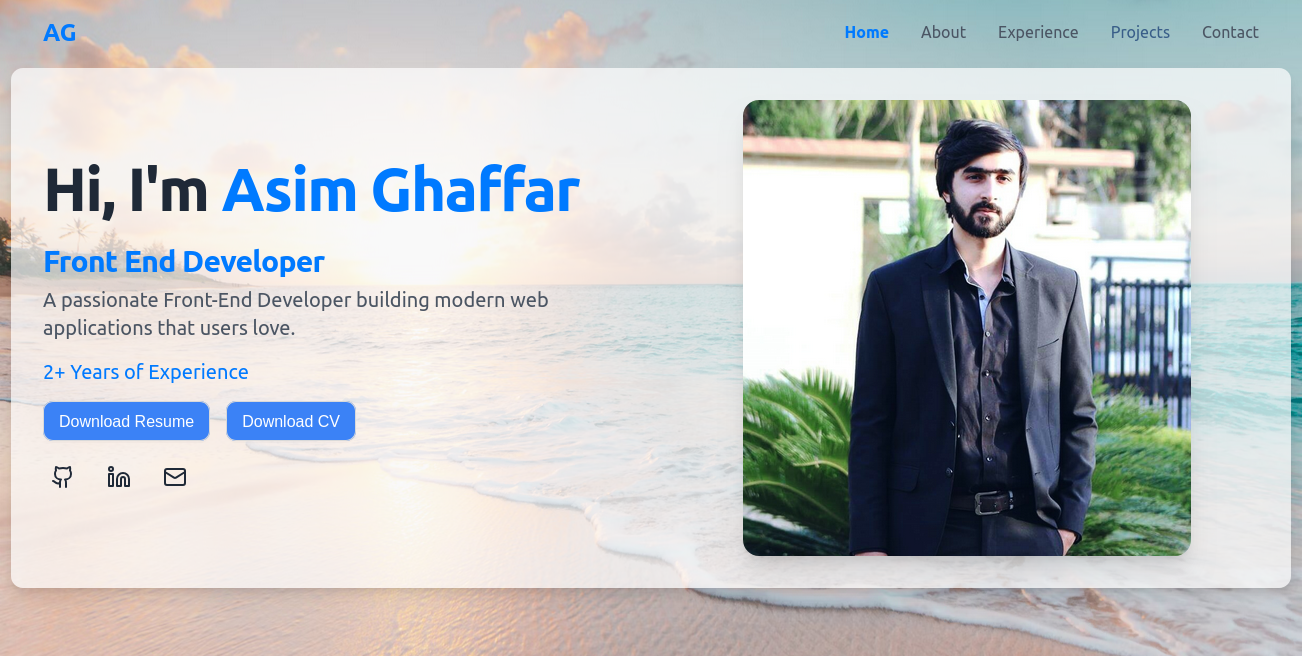 AG
Home About Experience Projects Contact
Hi, I'm Asim Ghaffar
Front End Developer
A passionate Front-End Developer building modern web
applications that users love.
2+ Years of Experience
Download Resume Download CV